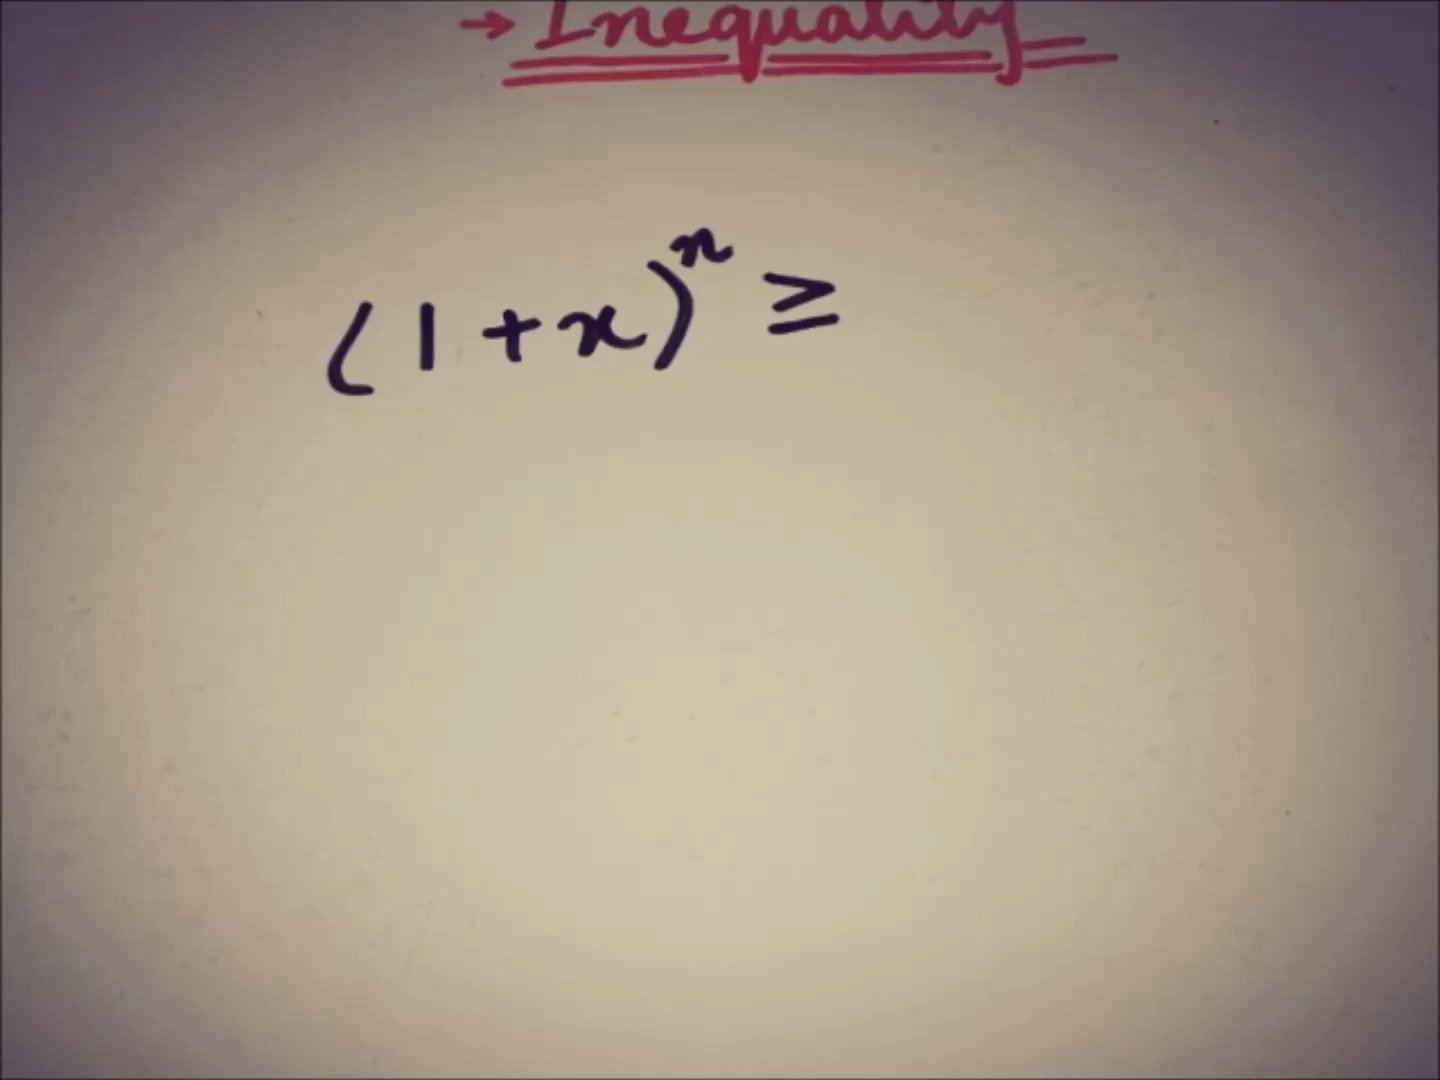 → Inequality
(1+x)ⁿ ≥